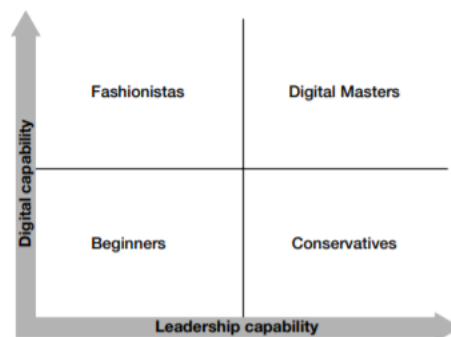 Digital capability
Fashionistas
Digital Masters
Beginners
Conservatives
Leadership capability